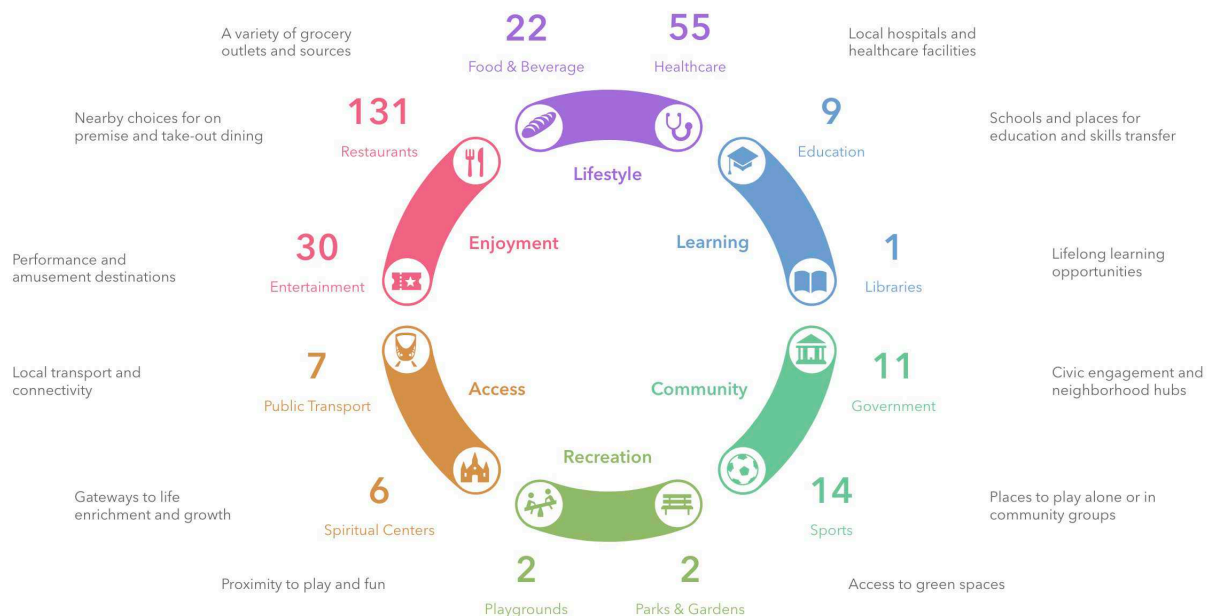 A variety of grocery
outlets and sources
22
Food & Beverage
55
Healthcare
Local hospitals and
healthcare facilities
Nearby choices for on
premise and take-out dining
131
Restaurants
9
Education
Schools and places for
education and skills transfer
Lifestyle
Performance and
amusement destinations
30
Entertainment
Enjoyment
Learning
1
Libraries
Lifelong learning
opportunities
Local transport and
connectivity
7
Public Transport
Access
Community
11
Government
Civic engagement and
neighborhood hubs
Recreation
Gateways to life
enrichment and growth
6
Spiritual Centers
14
Sports
Places to play alone or in
community groups
Proximity to play and fun
2
Playgrounds
2
Parks & Gardens
Access to green spaces